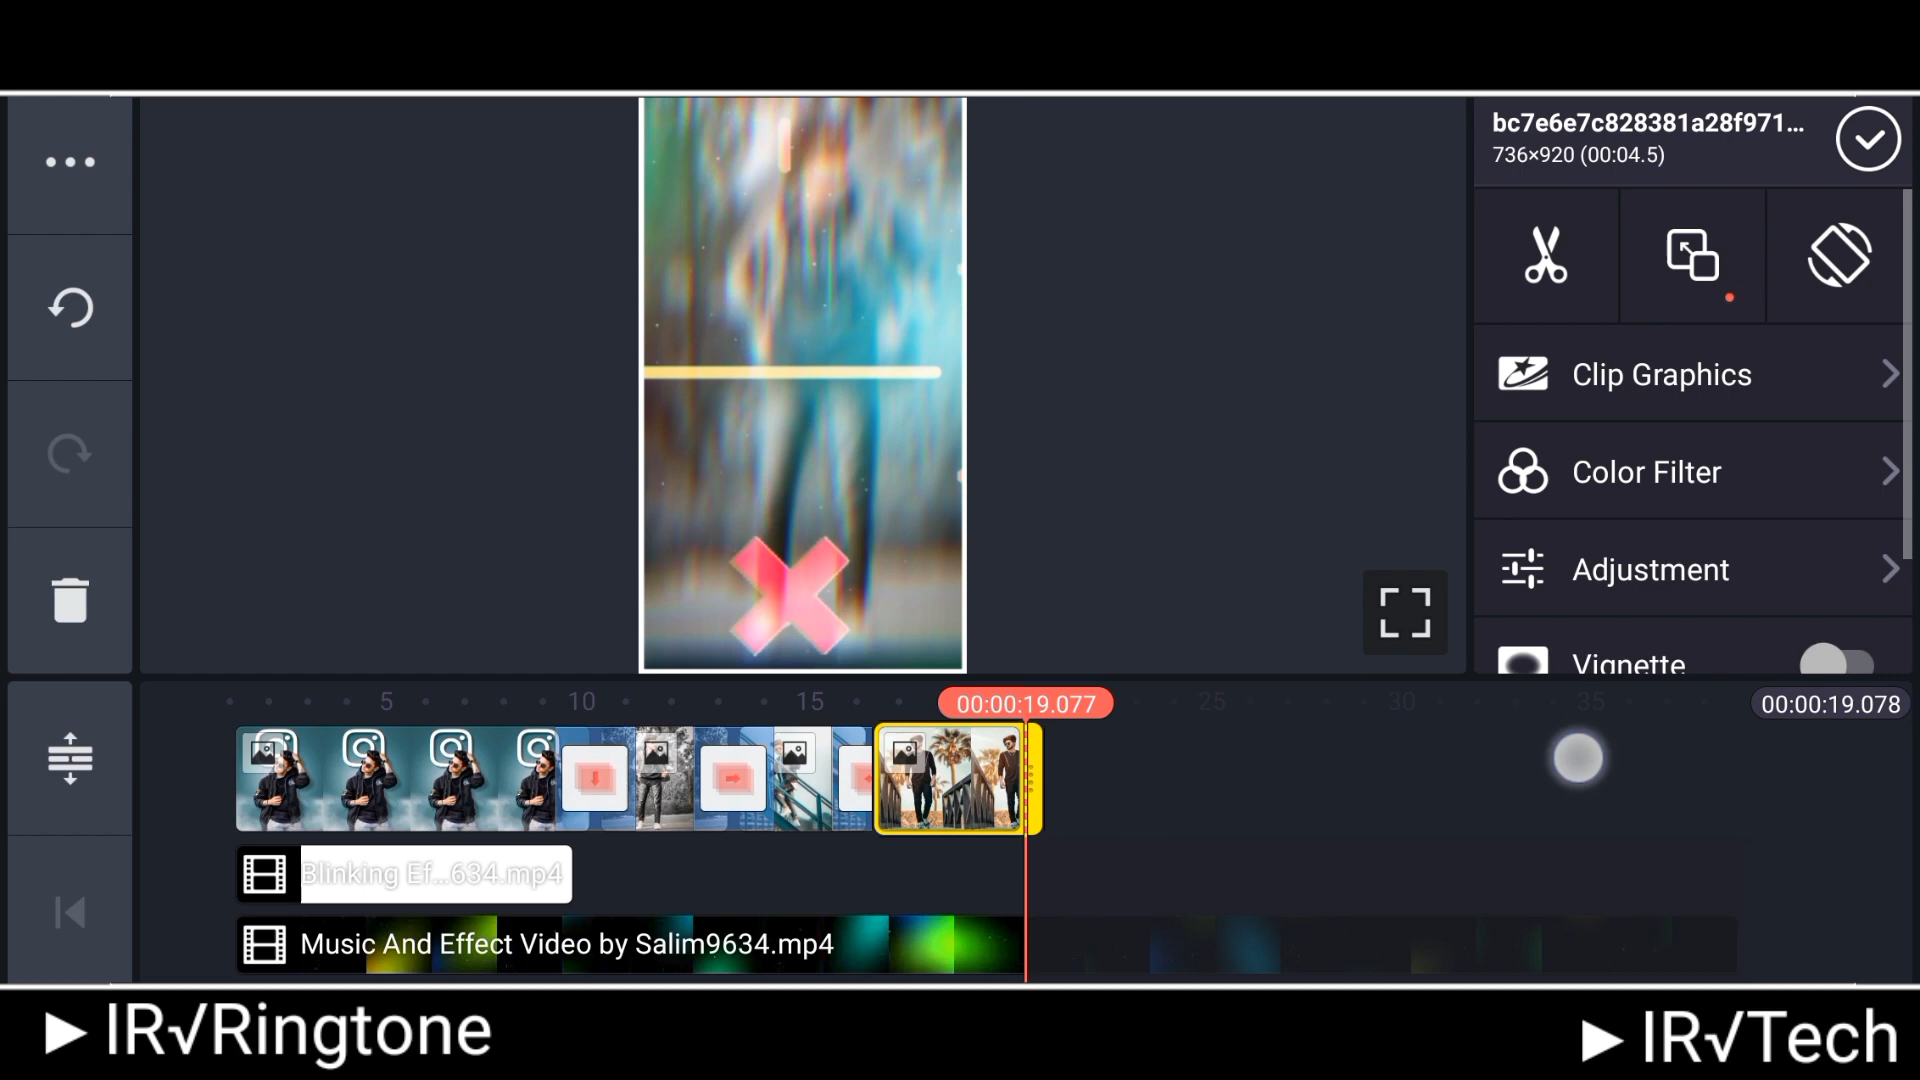 bc7e6e7c828381a28f971...
736×920 (00:04.5)
Clip Graphics
Color Filter
Adjustment
Vignette
5
10
15
00:00:19.077
25
30
35
00:00:19.078
Blinking Ef...634.mp4
Music And Effect Video by Salim9634.mp4
▶ IR√Ringtone
▶ IR√Tech